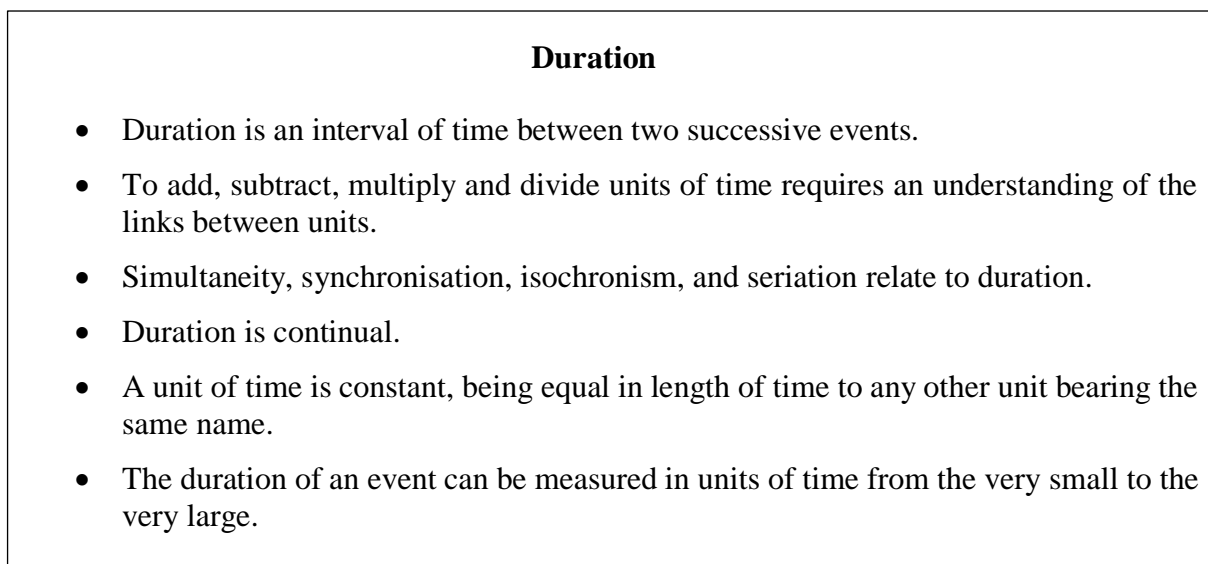 Duration
• Duration is an interval of time between two successive events.
• To add, subtract, multiply and divide units of time requires an understanding of the
links between units.
• Simultaneity, synchronisation, isochronism, and seriation relate to duration.
• Duration is continual.
• A unit of time is constant, being equal in length of time to any other unit bearing the
same name.
• The duration of an event can be measured in units of time from the very small to the
very large.